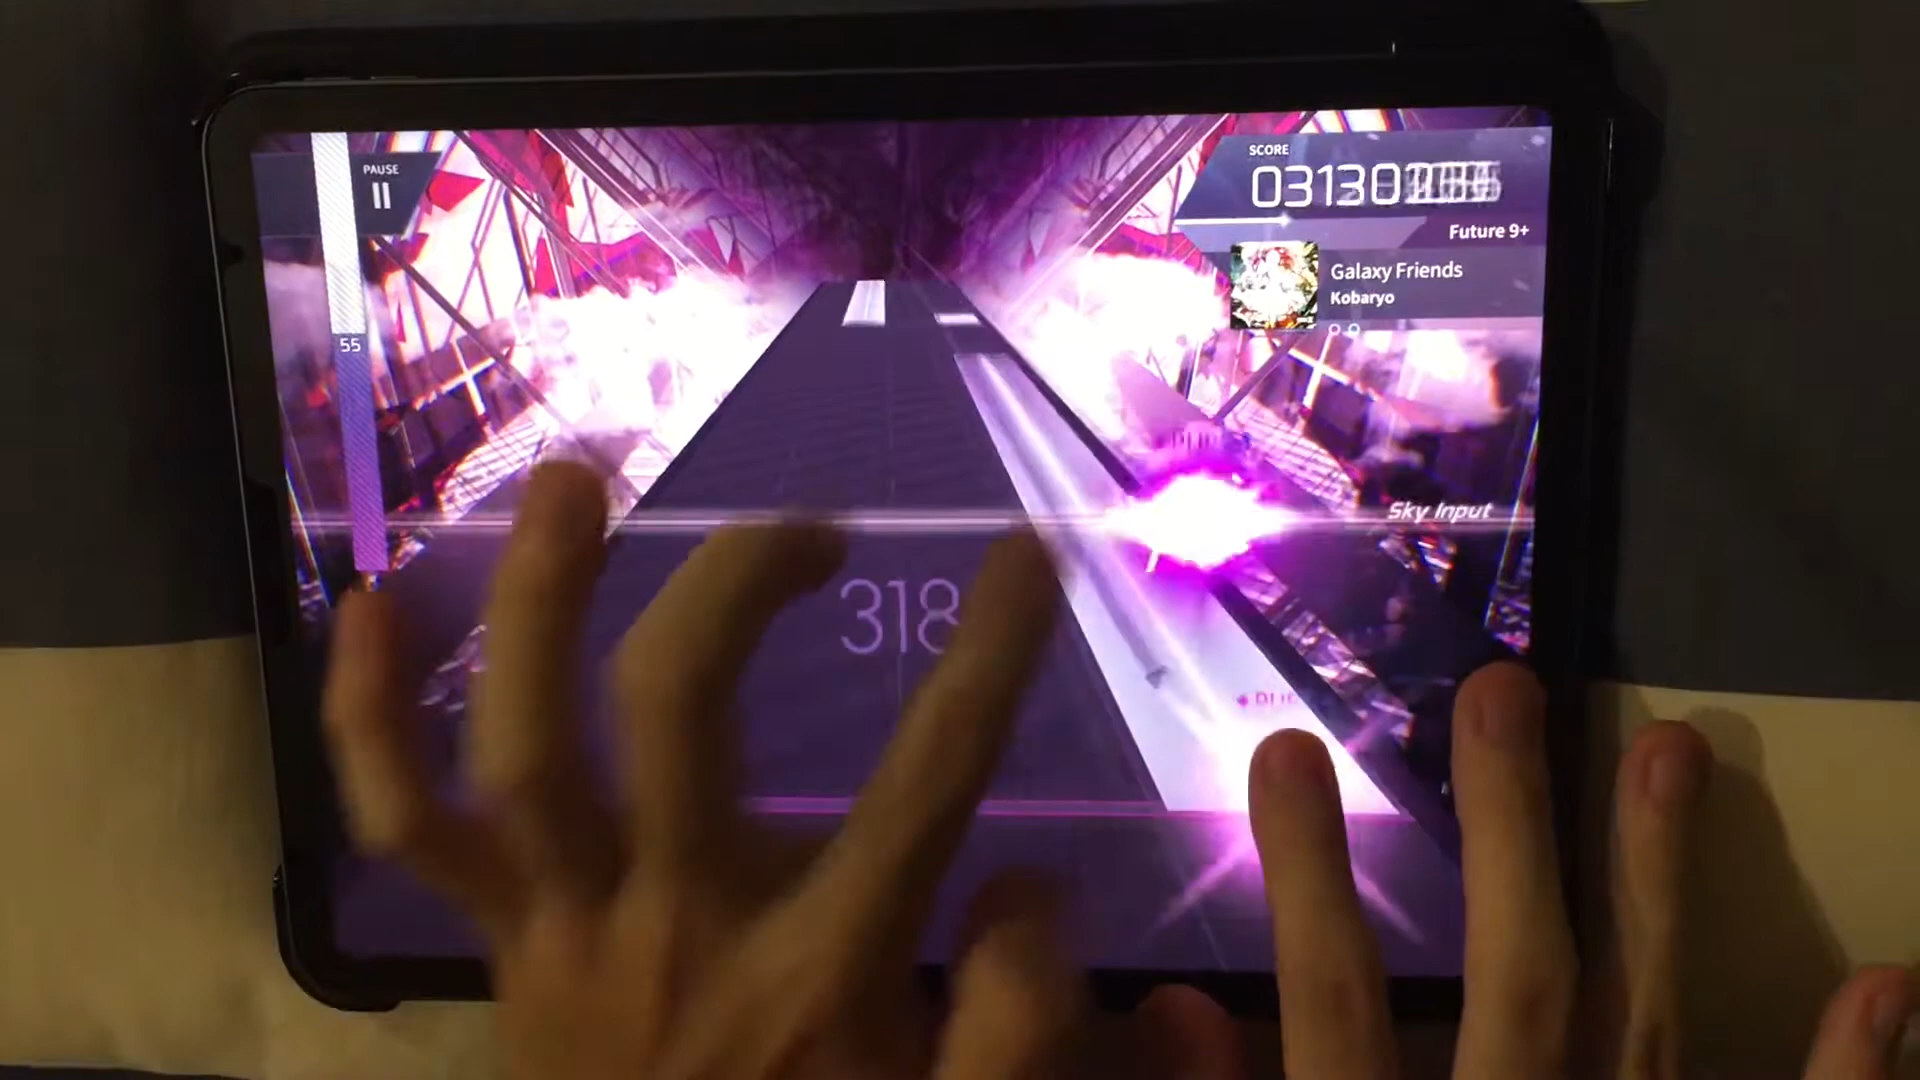 PAUSE
SCORE
Future 9+
Galaxy Friends
Kobaryo
55
Sky Input
318